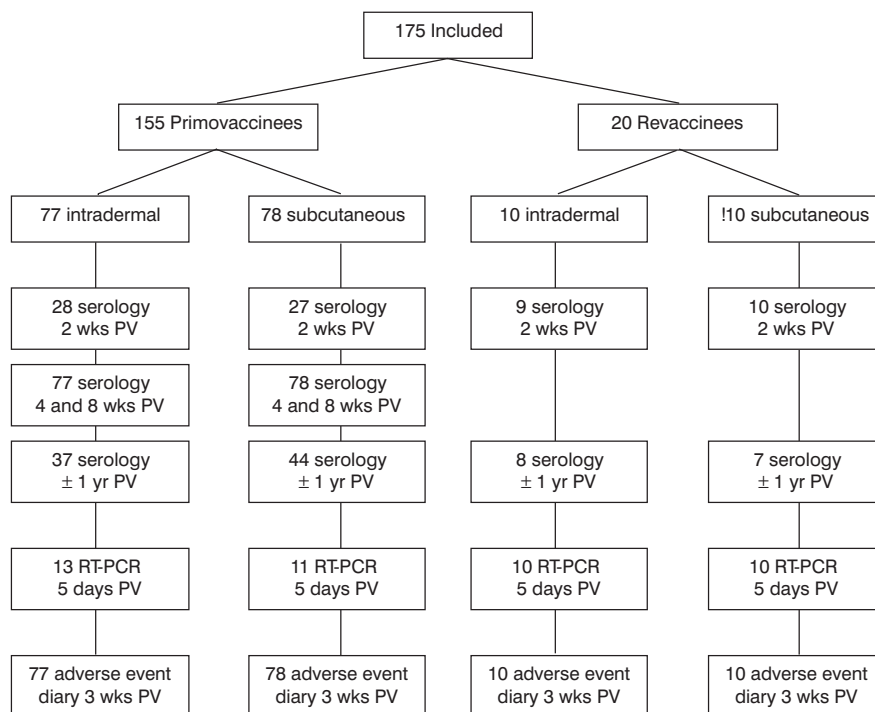 175 Included
155 Primovaccinees
20 Revaccinees
77 intradermal
78 subcutaneous
10 intradermal
!10 subcutaneous
28 serology
2 wks PV
27 serology
2 wks PV
9 serology
2 wks PV
10 serology
2 wks PV
77 serology
4 and 8 wks PV
78 serology
4 and 8 wks PV
37 serology
± 1 yr PV
44 serology
± 1 yr PV
8 serology
± 1 yr PV
7 serology
± 1 yr PV
13 RT-PCR
5 days PV
11 RT-PCR
5 days PV
10 RT-PCR
5 days PV
10 RT-PCR
5 days PV
77 adverse event
diary 3 wks PV
78 adverse event
diary 3 wks PV
10 adverse event
diary 3 wks PV
10 adverse event
diary 3 wks PV